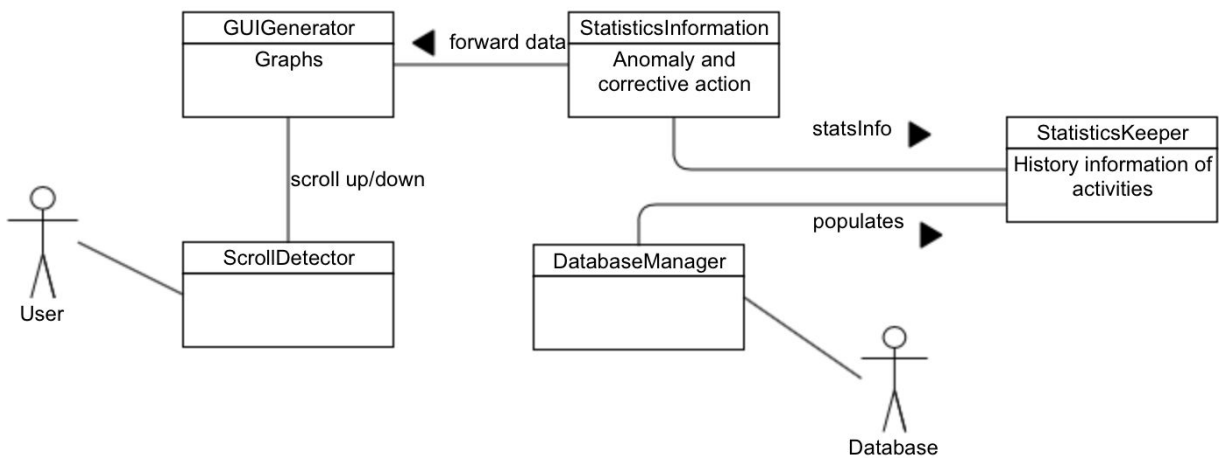 GUIGenerator
Graphs
forward data
StatisticsInformation
Anomaly and
corrective action
statsInfo
StatisticsKeeper
History information of
activities
populates
scroll up/down
User
ScrollDetector
DatabaseManager
Database